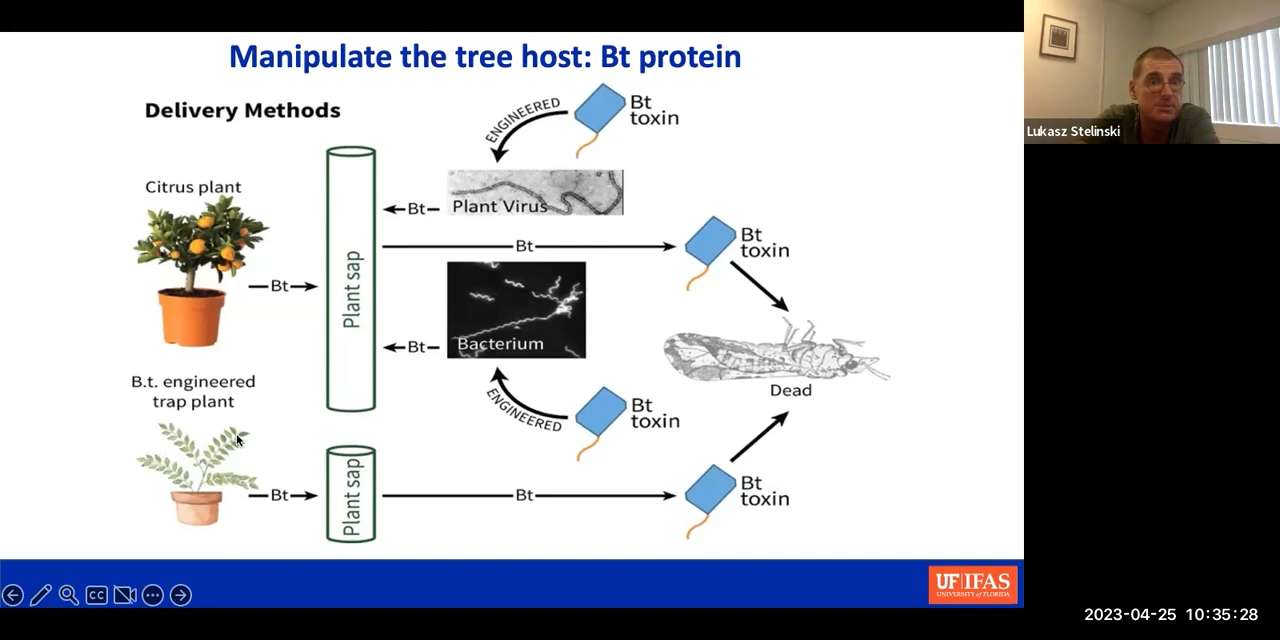 Manipulate the tree host: Bt protein
Delivery Methods
ENGINEERED
Bt
toxin
Citrus plant
Plant Virus
Bt
Bt
Bt
toxin
Bt
Plant sap
Bacterium
Bt
Dead
B.t. engineered
trap plant
ENGINEERED
Bt
toxin
Bt
Plant sap
Bt
Bt
toxin
UF IFAS
UNIVERSITY of FLORIDA
CC
Lukasz Stelinski
2023-04-25 10:35:28